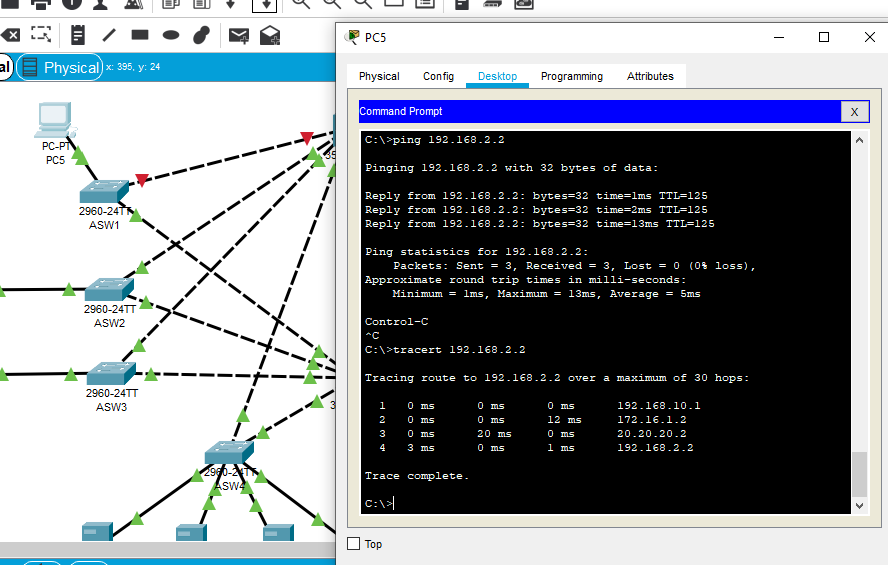 PC5
al
Physical
x: 395, y: 24
Physical
Config
Desktop
Programming
Attributes
Command Prompt
X
C:\>ping 192.168.2.2
Pinging 192.168.2.2 with 32 bytes of data:
Reply from 192.168.2.2: bytes=32 time=1ms TTL=125
Reply from 192.168.2.2: bytes=32 time=2ms TTL=125
Reply from 192.168.2.2: bytes=32 time=13ms TTL=125
Ping statistics for 192.168.2.2:
Packets: Sent = 3, Received = 3, Lost = 0 (0% loss),
Approximate round trip times in milli-seconds:
Minimum = 1ms, Maximum = 13ms, Average = 5ms
Control-C
^C
C:\>tracert 192.168.2.2
Tracing route to 192.168.2.2 over a maximum of 30 hops:
1 0 ms 0 ms 0 ms 192.168.10.1
2 0 ms 0 ms 12 ms 172.16.1.2
3 0 ms 20 ms 0 ms 20.20.20.2
4 3 ms 0 ms 1 ms 192.168.2.2
Trace complete.
C:\>
Top
PC-PT
PC5
35
2960-24TT
ASW1
2960-24TT
ASW2
2960-24TT
ASW3
3
2960-24TT
ASW4